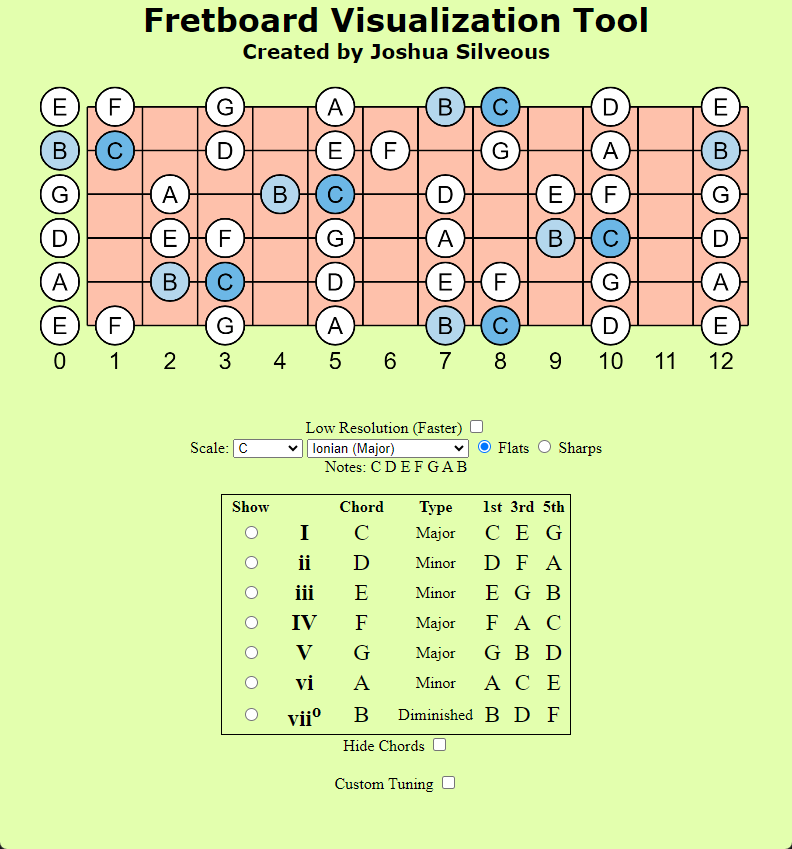 Fretboard Visualization Tool
Created by Joshua Silveous
E F G A B C D E
B C D E F G A B
G A B C D E F G
D E F G A B C D
A B C D E F G A
E F G A B C D E
0 1 2 3 4 5 6 7 8 9 10 11 12
Low Resolution (Faster)
Scale: C Ionian (Major) Flats Sharps
Notes: C D E F G A B
Show Chord Type 1st 3rd 5th
I C Major C E G
ii D Minor D F A
iii E Minor E G B
IV F Major F A C
V G Major G B D
vi A Minor A C E
viiº B Diminished B D F
Hide Chords
Custom Tuning